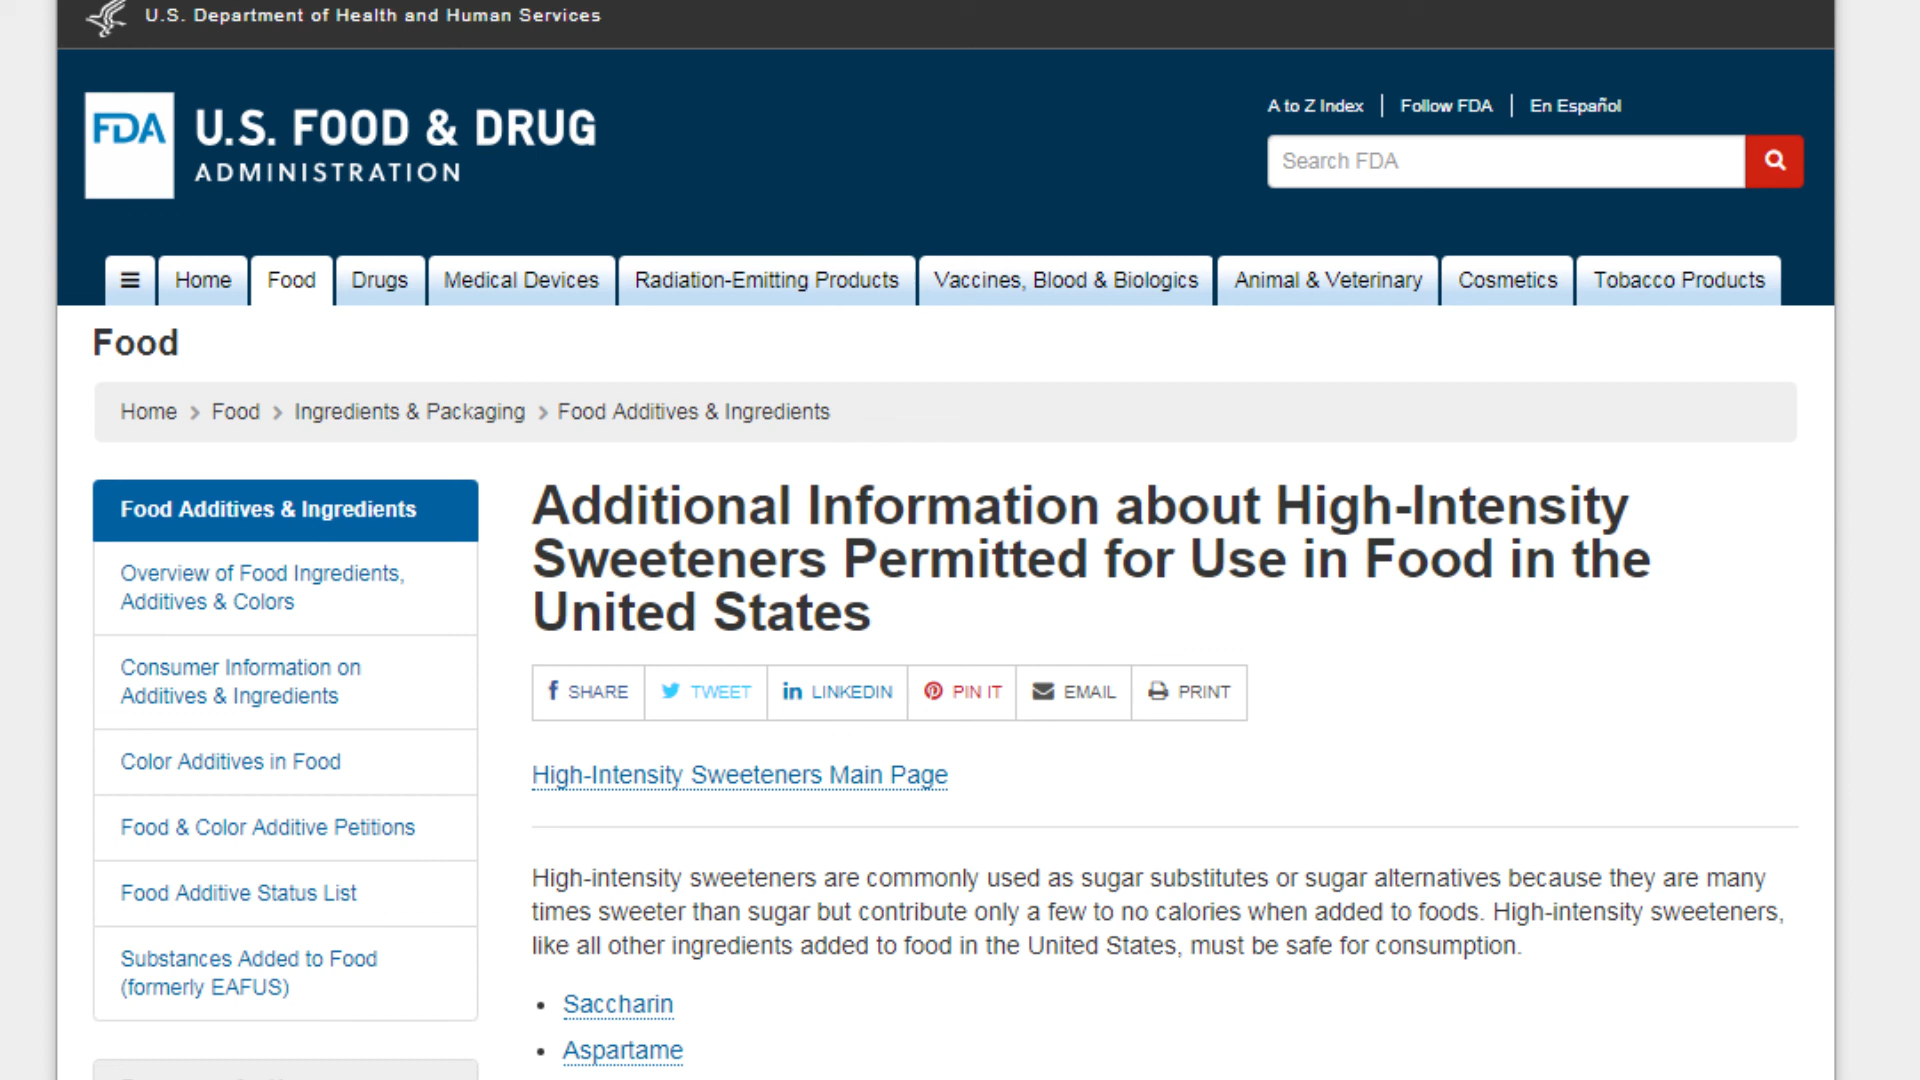 U.S. Department of Health and Human Services
FDA U.S. FOOD & DRUG
ADMINISTRATION
A to Z Index | Follow FDA | En Español
Search FDA
Home Food Drugs Medical Devices Radiation-Emitting Products Vaccines, Blood & Biologics Animal & Veterinary Cosmetics Tobacco Products
Food
Home > Food > Ingredients & Packaging > Food Additives & Ingredients
Food Additives & Ingredients
Overview of Food Ingredients,
Additives & Colors
Consumer Information on
Additives & Ingredients
Color Additives in Food
Food & Color Additive Petitions
Food Additive Status List
Substances Added to Food
(formerly EAFUS)
Additional Information about High-Intensity
Sweeteners Permitted for Use in Food in the
United States
SHARE TWEET LINKEDIN PIN IT EMAIL PRINT
High-Intensity Sweeteners Main Page
High-intensity sweeteners are commonly used as sugar substitutes or sugar alternatives because they are many
times sweeter than sugar but contribute only a few to no calories when added to foods. High-intensity sweeteners,
like all other ingredients added to food in the United States, must be safe for consumption.
• Saccharin
• Aspartame